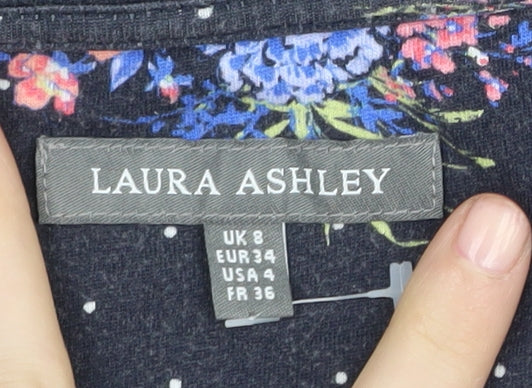 LAURA ASHLEY
UK 8
EUR 34
USA 4
FR 36